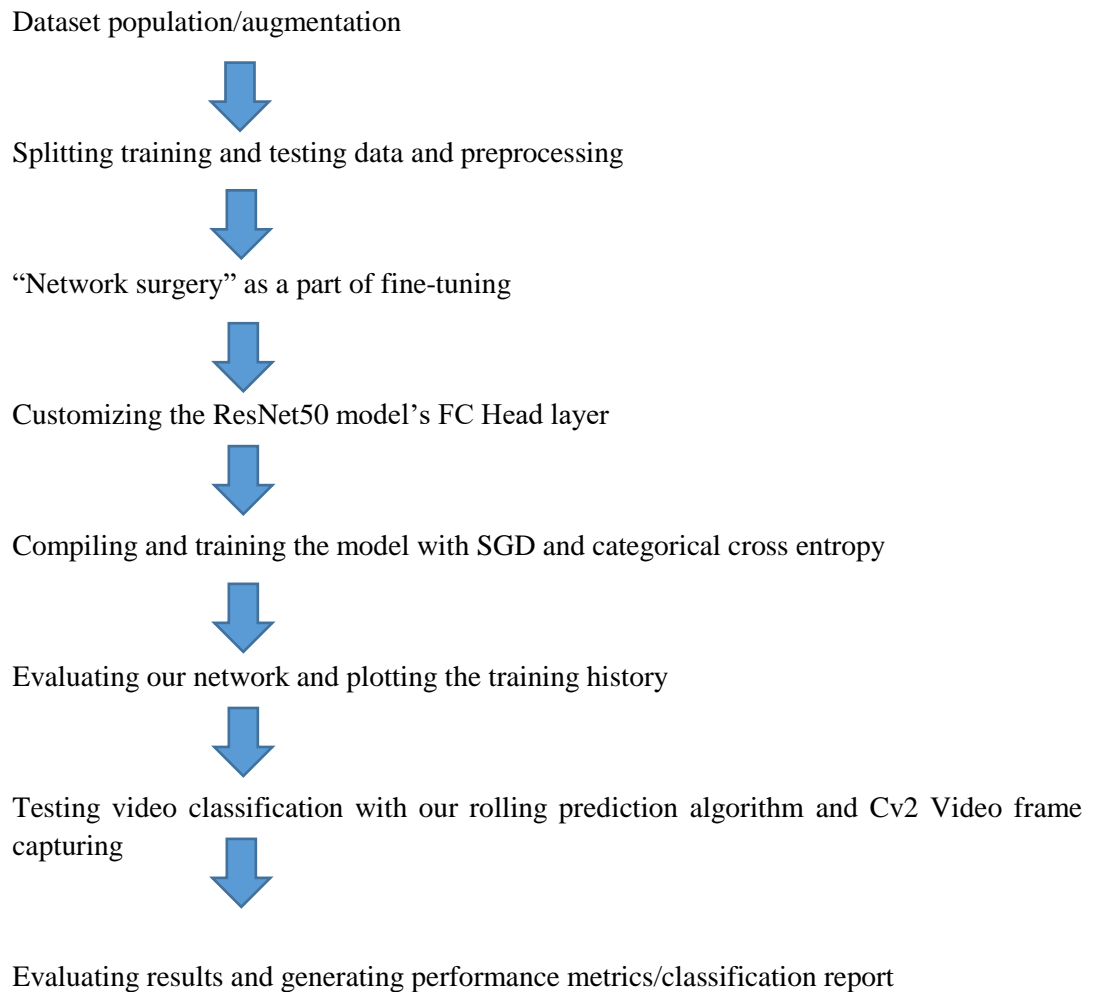 Dataset population/augmentation
Splitting training and testing data and preprocessing
“Network surgery” as a part of fine-tuning
Customizing the ResNet50 model’s FC Head layer
Compiling and training the model with SGD and categorical cross entropy
Evaluating our network and plotting the training history
Testing video classification with our rolling prediction algorithm and Cv2 Video frame
capturing
Evaluating results and generating performance metrics/classification report